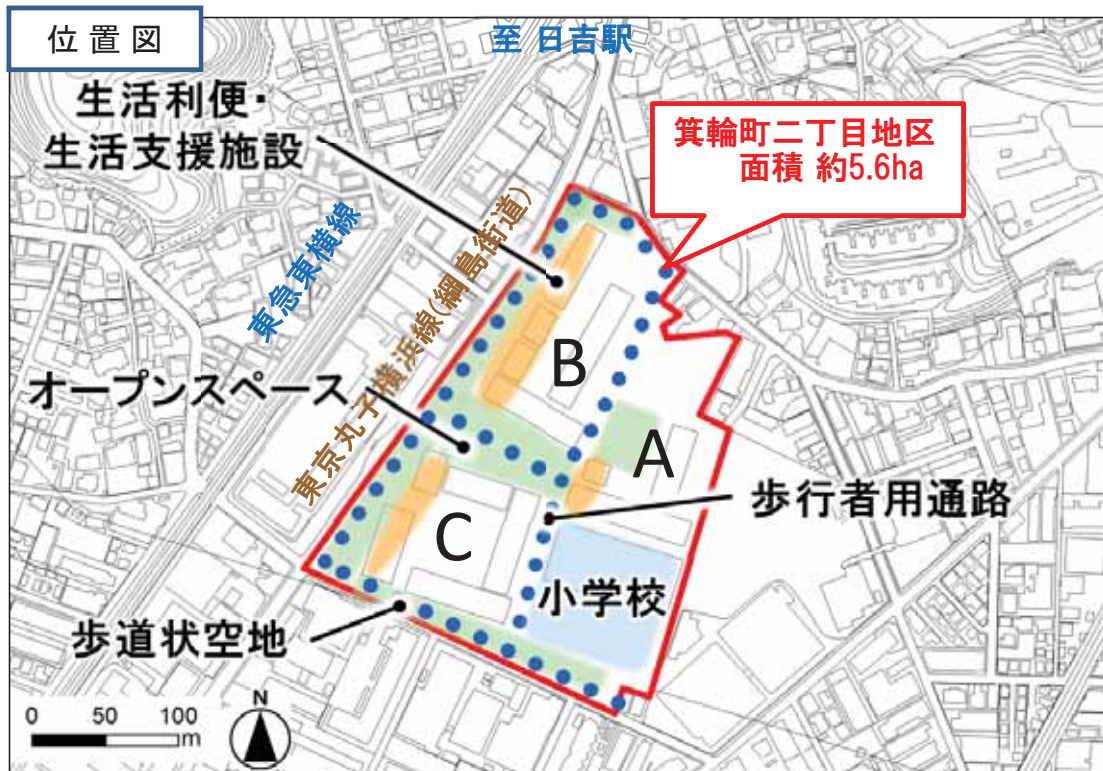 位置図
至 日吉駅
生活利便・
生活支援施設
箕輪町二丁目地区
面積 約5.6ha
東急東横線
東京丸子横浜線(綱島街道)
B
オープンスペース
A
歩行者用通路
C
小学校
歩道状空地
0 50 100
m
N